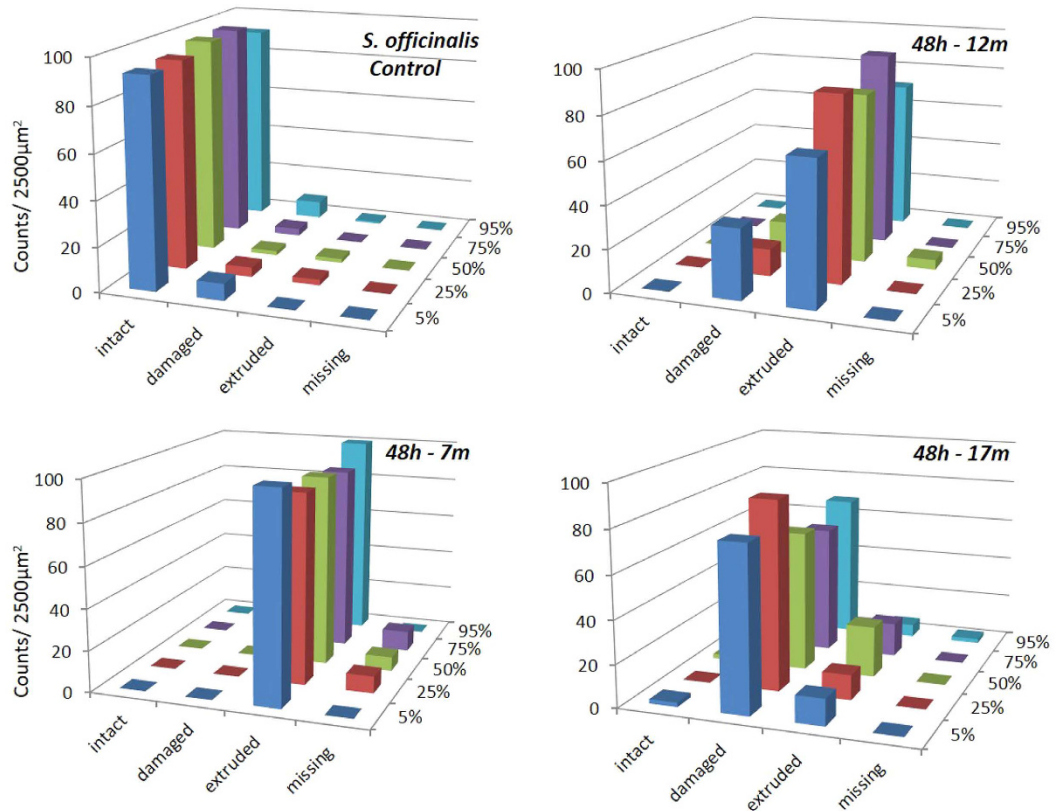 S. officinalis
Control
100
80
60
40
20
0
Counts/ 2500µm²
intact
damaged
extruded
missing
5%
25%
50%
75%
95%
48h - 12m
100
80
60
40
20
0
intact
damaged
extruded
missing
5%
25%
50%
75%
95%
48h - 7m
100
80
60
40
20
0
Counts/ 2500µm²
intact
damaged
extruded
missing
5%
25%
50%
75%
95%
48h - 17m
100
80
60
40
20
0
intact
damaged
extruded
missing
5%
25%
50%
75%
95%